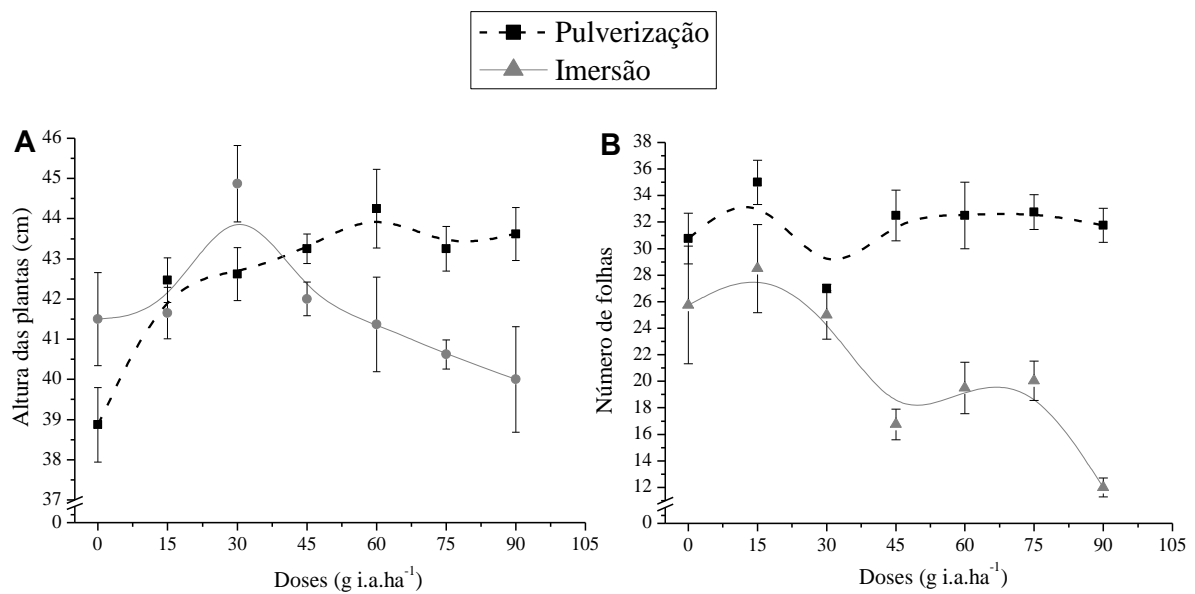 Pulverização
Imersão
A
Altura das plantas (cm)
46
45
44
43
42
41
40
39
38
37
0
0 15 30 45 60 75 90 105
Doses (g i.a.ha⁻¹)
B
Número de folhas
38
36
34
32
30
28
26
24
22
20
18
16
14
12
0
0 15 30 45 60 75 90 105
Doses (g i.a.ha⁻¹)